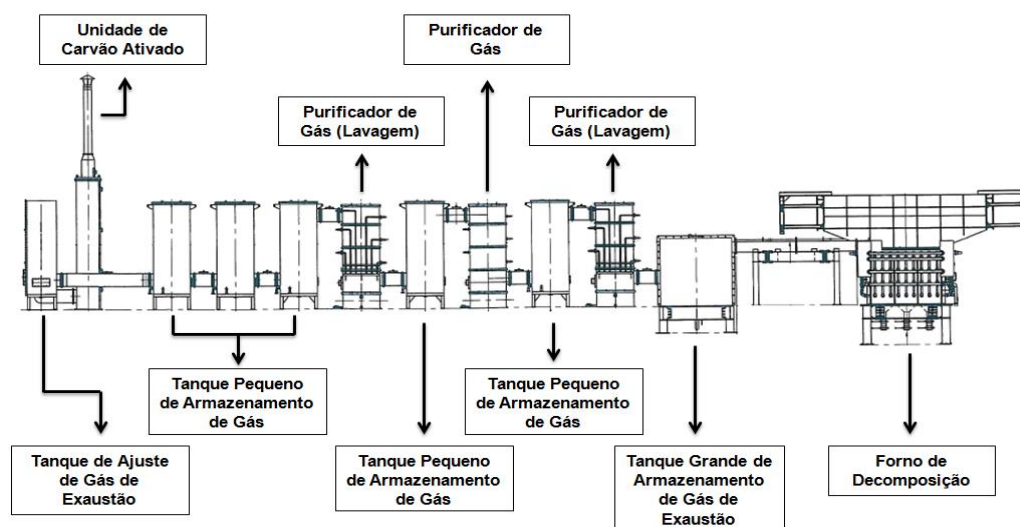 Unidade de
Carvão Ativado
Purificador de
Gás
Purificador de
Gás (Lavagem)
Purificador de
Gás (Lavagem)
Tanque Pequeno
de Armazenamento
de Gás
Tanque Pequeno
de Armazenamento
de Gás
Tanque de Ajuste
de Gás de
Exaustão
Tanque Pequeno
de Armazenamento
de Gás
Tanque Grande de
Armazenamento
de Gás de
Exaustão
Forno de
Decomposição